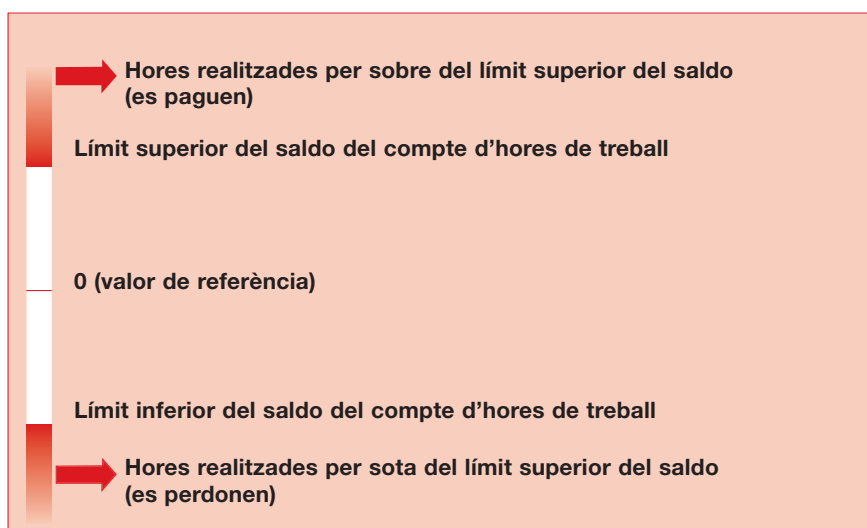 Hores realitzades per sobre del límit superior del saldo
(es paguen)
Límit superior del saldo del compte d’hores de treball
0 (valor de referència)
Límit inferior del saldo del compte d’hores de treball
Hores realitzades per sota del límit superior del saldo
(es perdonen)